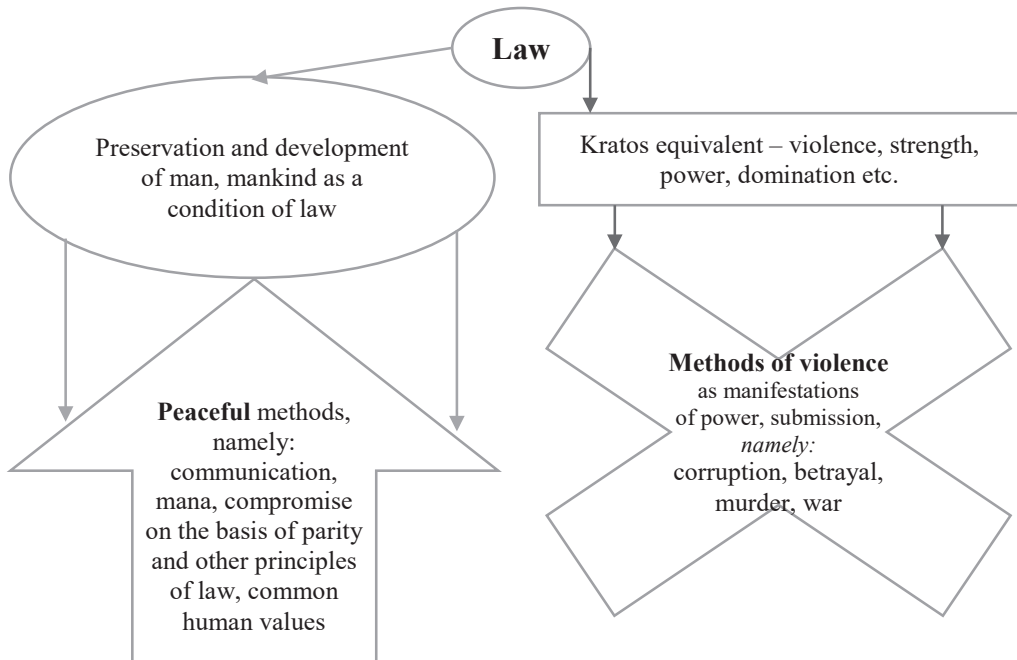 Law
Preservation and development
of man, mankind as a
condition of law
Kratos equivalent – violence, strength,
power, domination etc.
Peaceful methods,
namely:
communication,
mana, compromise
on the basis of parity
and other principles
of law, common
human values
Methods of violence
as manifestations
of power, submission,
namely:
corruption, betrayal,
murder, war